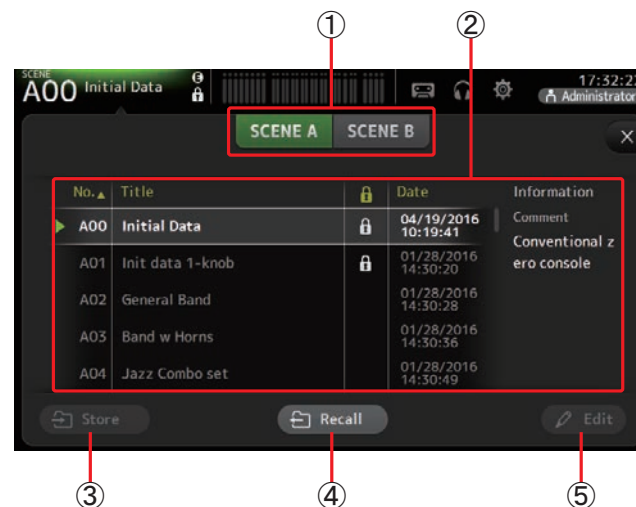 ① ②
SCENE
A00 Initial Data E 17:32:23
Administrator
SCENE A SCENE B X
No. Title Date Information
A00 Initial Data 04/19/2016 10:19:41 Comment
A01 Init data 1-knob 01/28/2016 14:30:20 Conventional z
ero console
A02 General Band 01/28/2016 14:30:28
A03 Band w Horns 01/28/2016 14:30:36
A04 Jazz Combo set 01/28/2016 14:30:49
Store Recall Edit
③ ④ ⑤